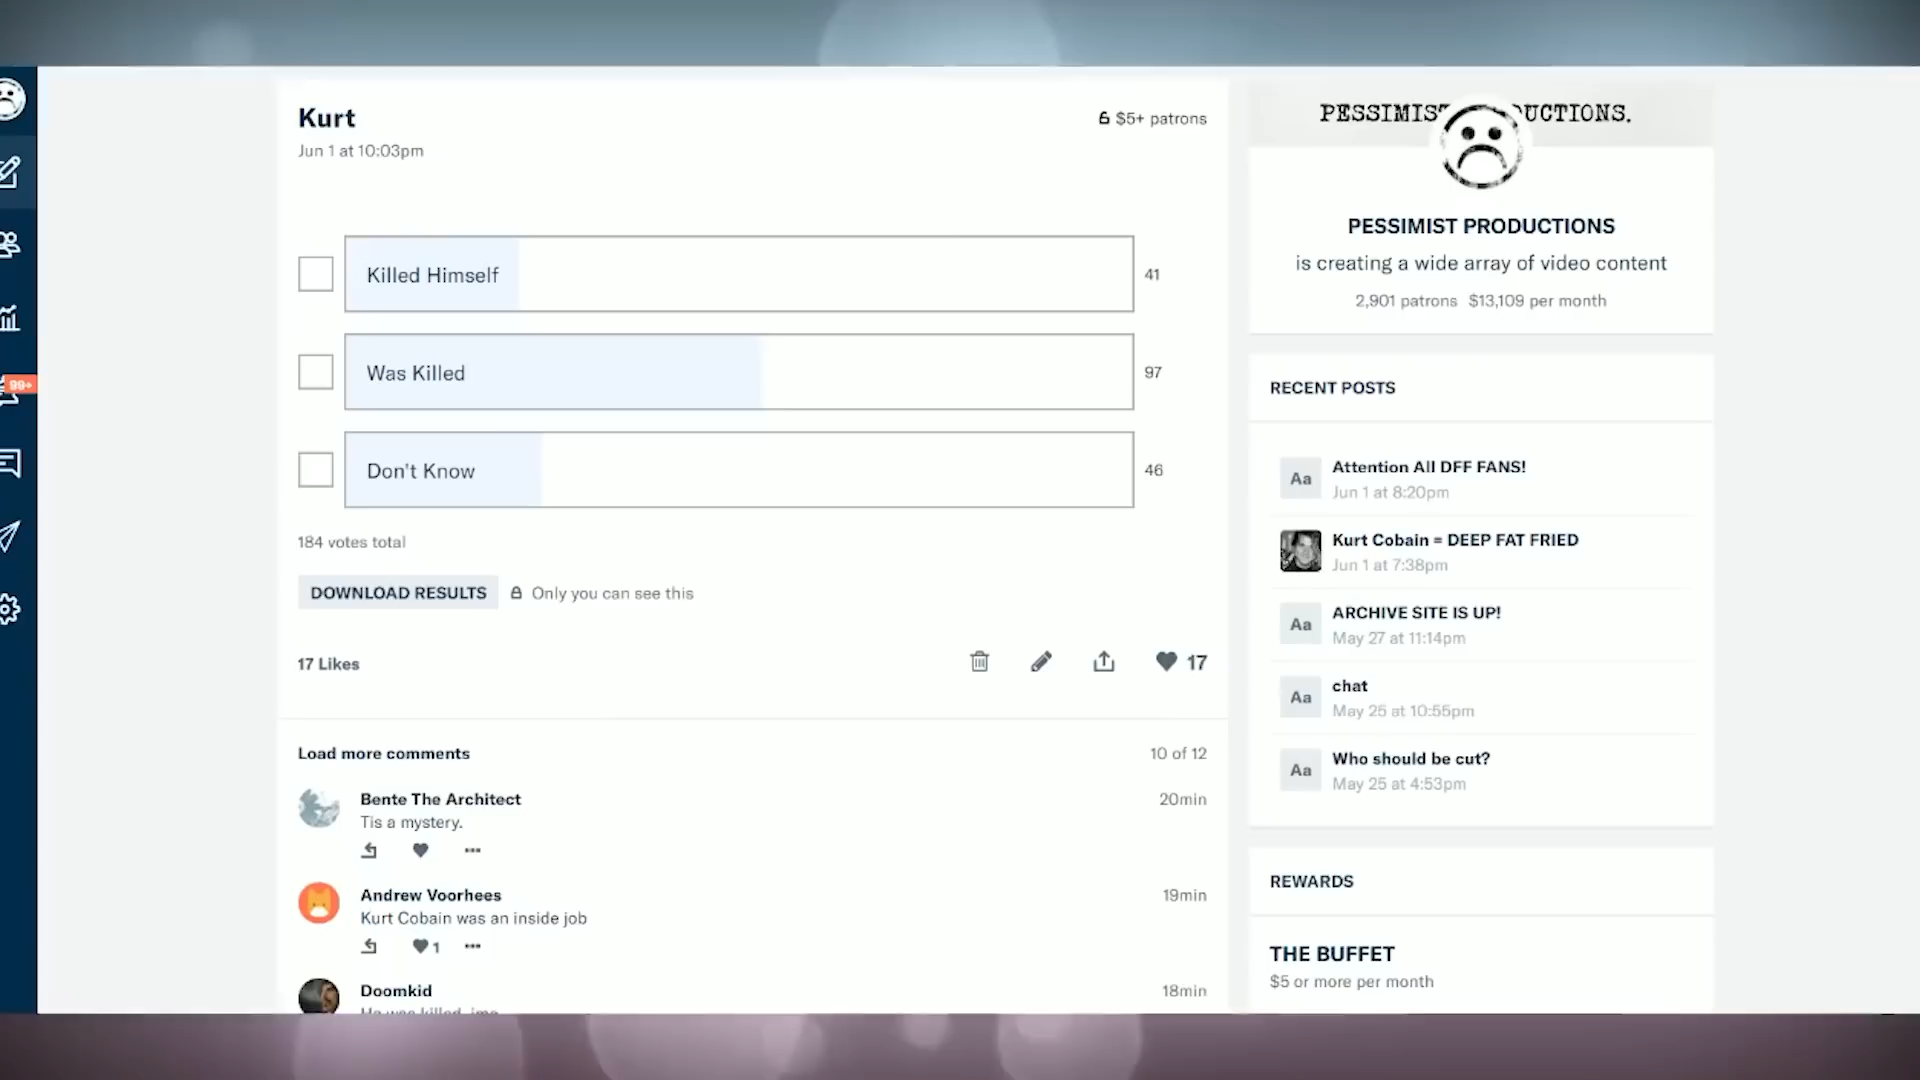 Kurt
$5+ patrons
Jun 1 at 10:03pm
Killed Himself
41
Was Killed
97
Don't Know
46
184 votes total
DOWNLOAD RESULTS
Only you can see this
17 Likes
17
Load more comments
10 of 12
Bente The Architect
20min
Tis a mystery.
Andrew Voorhees
19min
Kurt Cobain was an inside job
1
Doomkid
18min
He was killed, imo
99+
PESSIMIST UCTIONS.
PESSIMIST PRODUCTIONS
is creating a wide array of video content
2,901 patrons $13,109 per month
RECENT POSTS
Aa
Attention All DFF FANS!
Jun 1 at 8:20pm
Kurt Cobain = DEEP FAT FRIED
Jun 1 at 7:38pm
Aa
ARCHIVE SITE IS UP!
May 27 at 11:14pm
Aa
chat
May 25 at 10:55pm
Aa
Who should be cut?
May 25 at 4:53pm
REWARDS
THE BUFFET
$5 or more per month